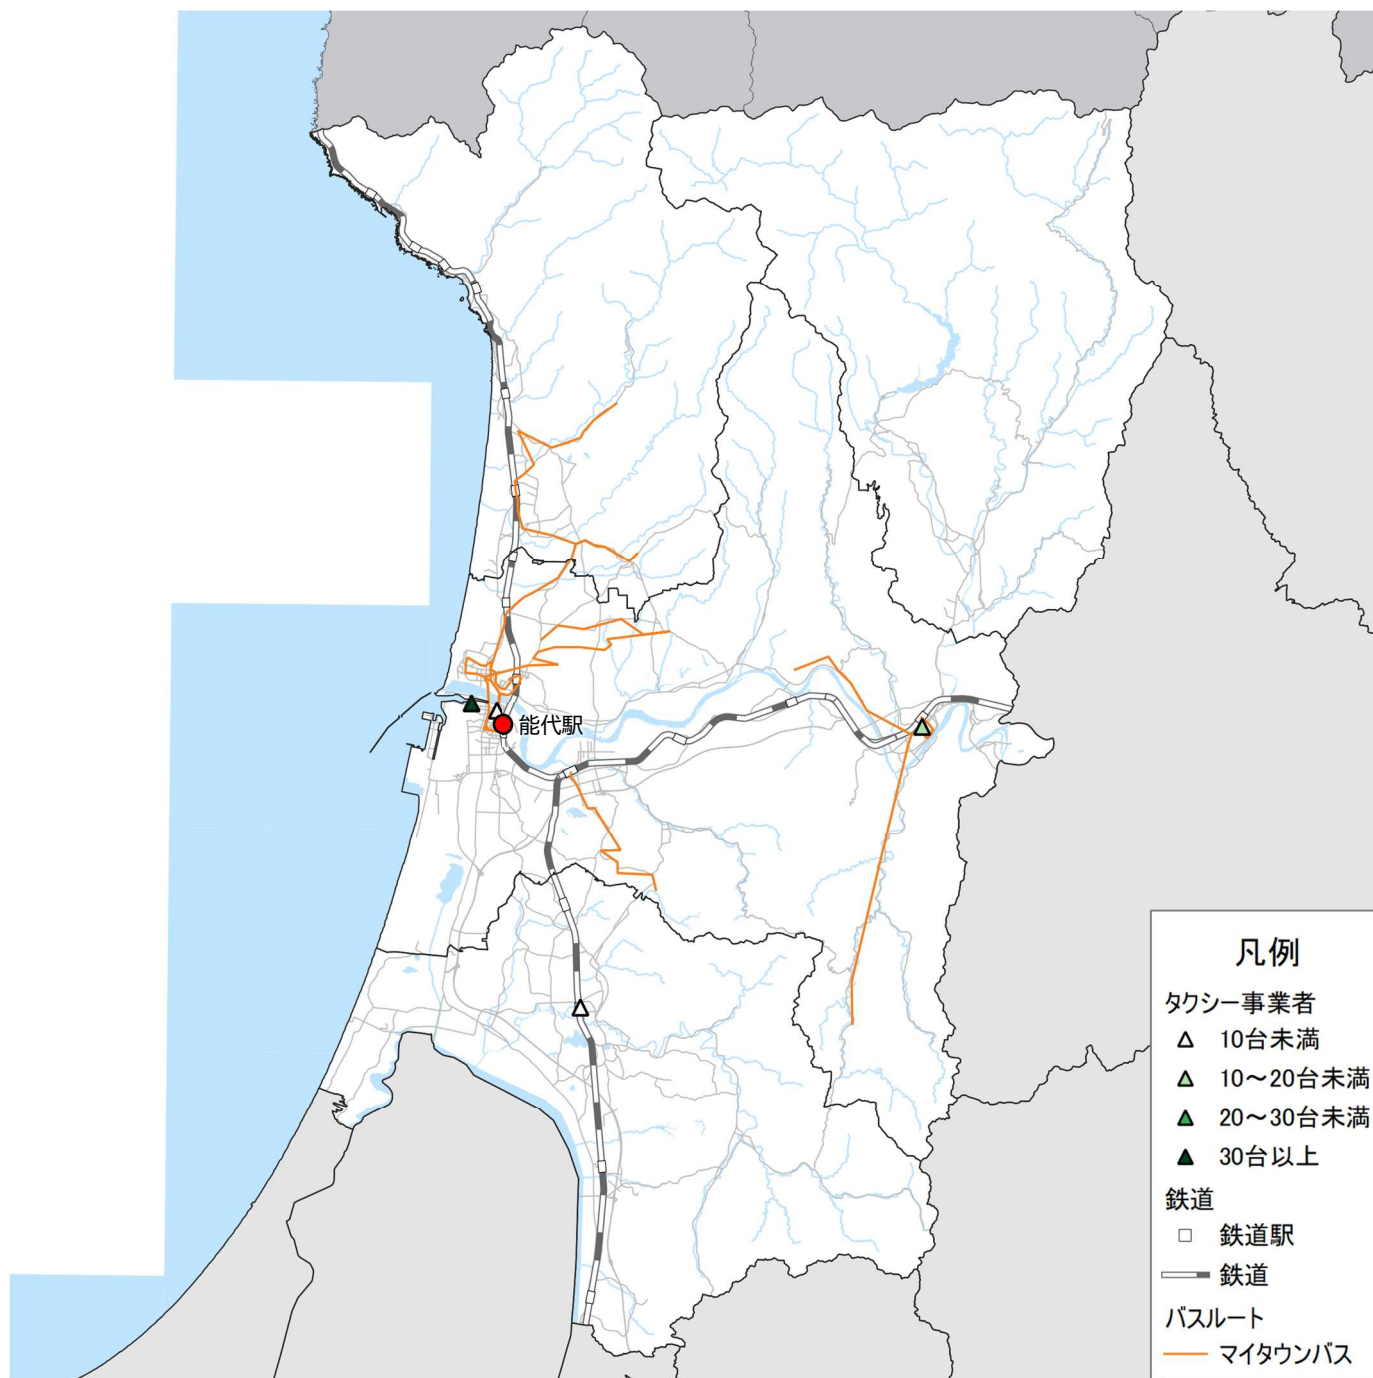 能代駅
凡例
タクシー事業者
10台未満
10～20台未満
20～30台未満
30台以上
鉄道
鉄道駅
鉄道
バスルート
マイタウンバス